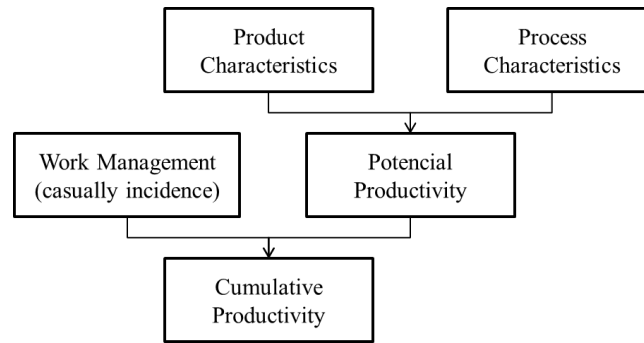 Product
Characteristics
Process
Characteristics
Work Management
(casually incidence)
Potencial
Productivity
Cumulative
Productivity